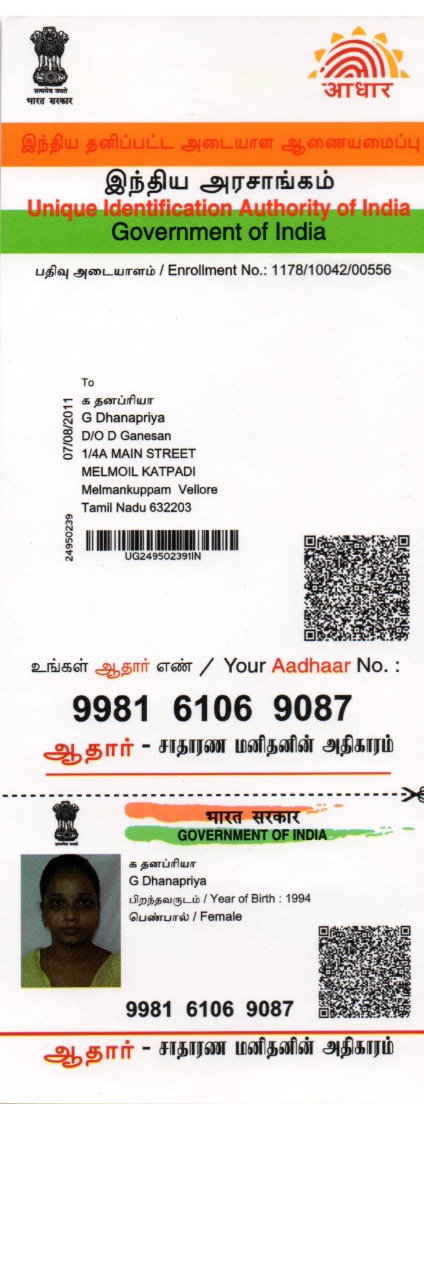 सत्यमेव जयते
भारत सरकार
आधार
இந்திய தனிப்பட்ட அடையாள ஆணையமைப்பு
இந்திய அரசாங்கம்
Unique Identification Authority of India
Government of India
பதிவு அடையாளம் / Enrollment No.: 1178/10042/00556
To
க தனப்ரியா
G Dhanapriya
D/O D Ganesan
1/4A MAIN STREET
MELMOIL KATPADI
Melmankuppam Vellore
Tamil Nadu 632203
07/08/2011
24950239
UG249502391IN
உங்கள் ஆதார் எண் / Your Aadhaar No. :
9981 6106 9087
ஆதார் - சாதாரண மனிதனின் அதிகாரம்
भारत सरकार
GOVERNMENT OF INDIA
க தனப்ரியா
G Dhanapriya
பிறந்தவருடம் / Year of Birth : 1994
பெண்பால் / Female
9981 6106 9087
ஆதார் - சாதாரண மனிதனின் அதிகாரம்